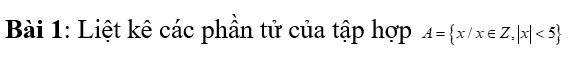 Bài 1: Liệt kê các phần tử của tập hợp A = {x / x ∈ Z, |x| < 5}